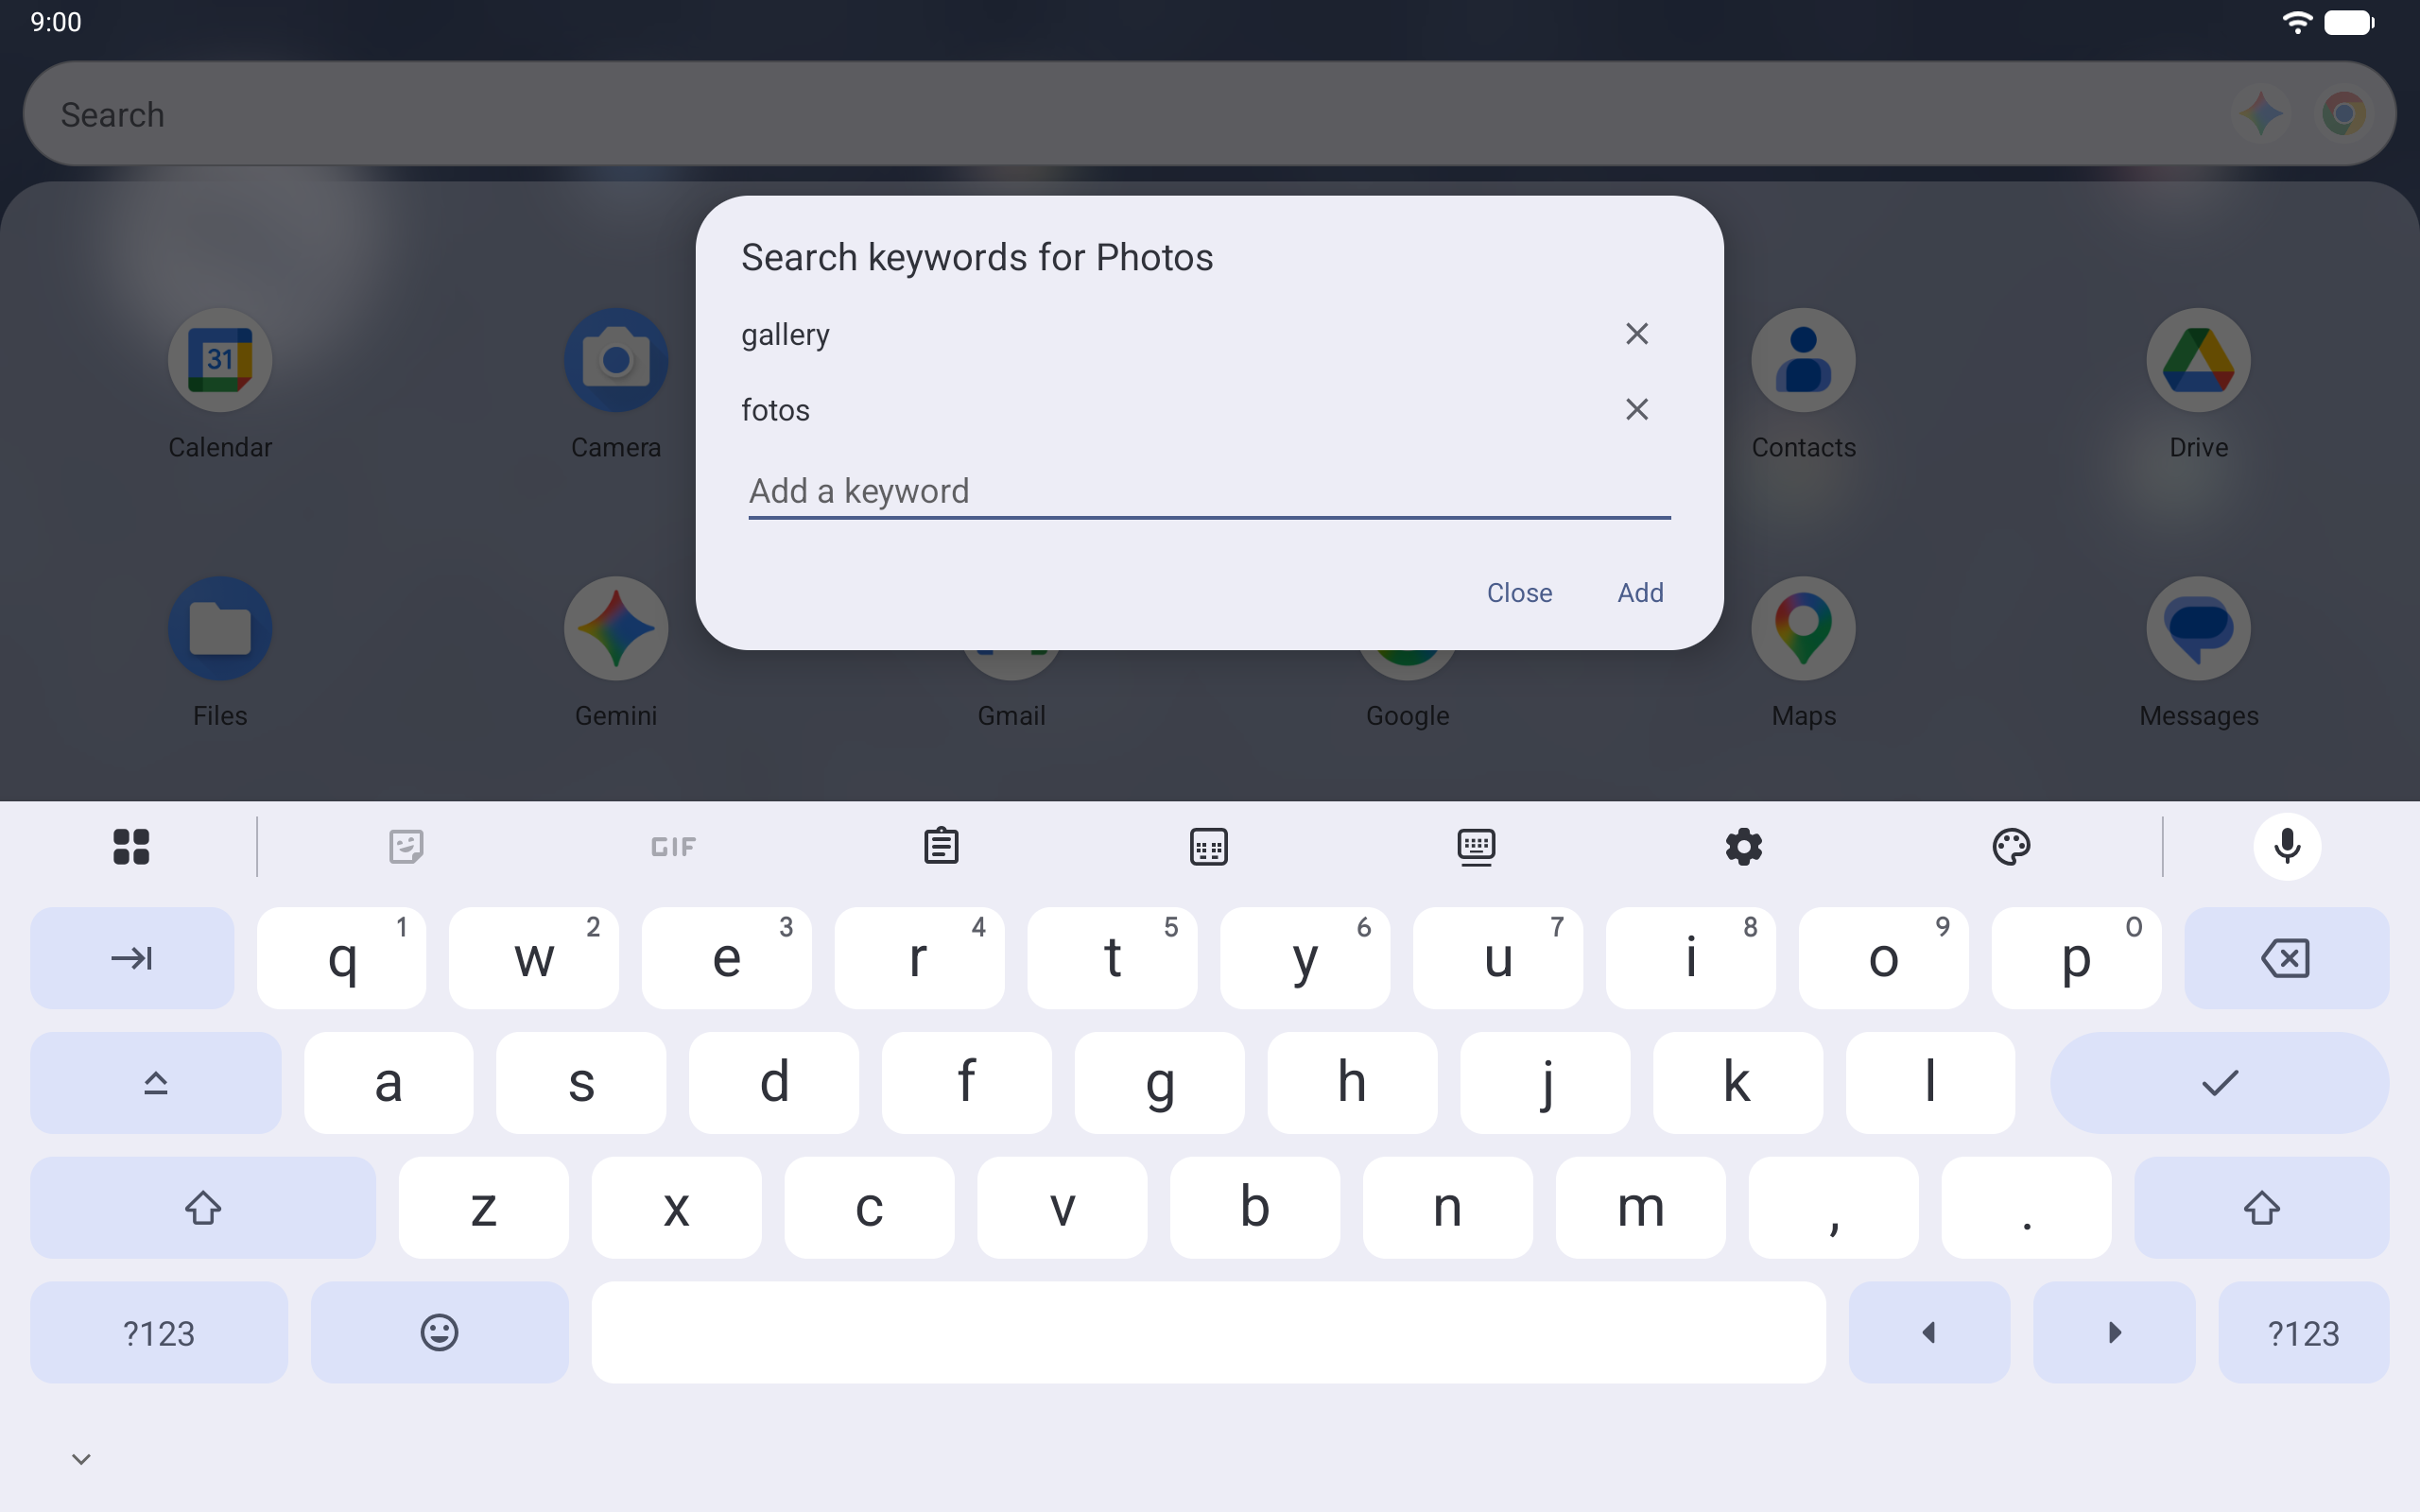 9:00
Search
Search keywords for Photos
gallery
fotos
Add a keyword
Close Add
31
Calendar Camera Contacts Drive
Files Gemini Gmail Google Maps Messages
GIF
q 1 w 2 e 3 r 4 t 5 y 6 u 7 i 8 o 9 p 0
a s d f g h j k l
z x c v b n m , .
?123 ?123